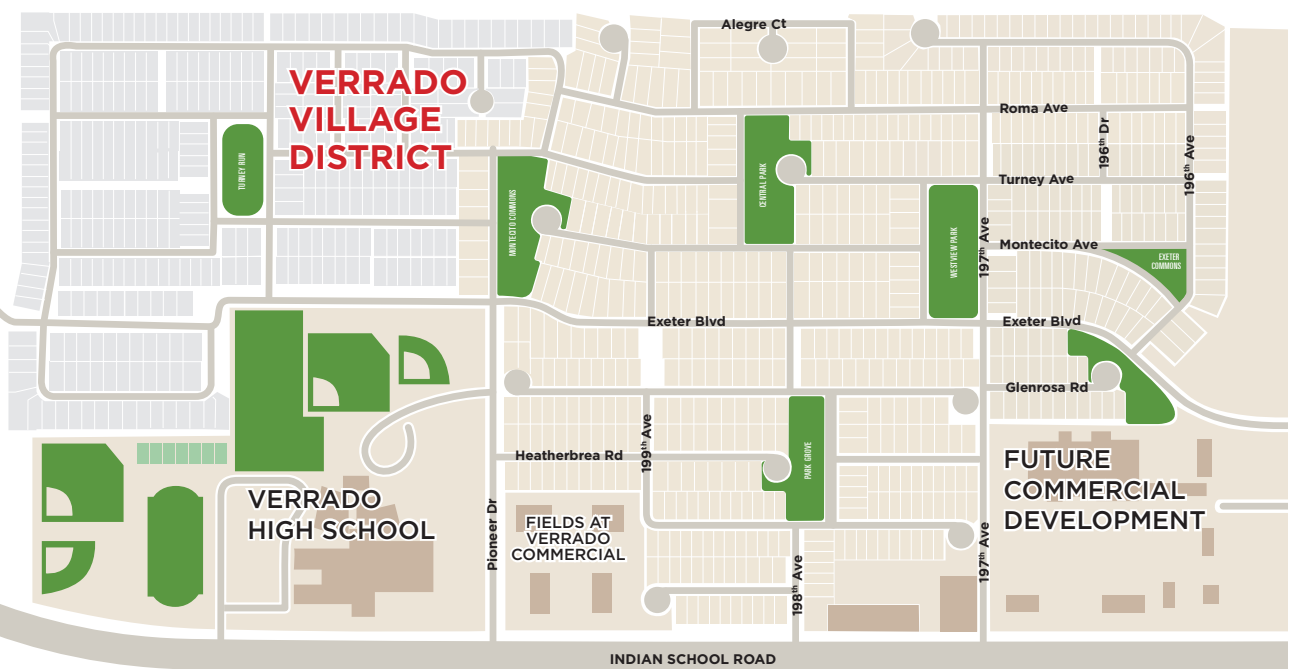 Alegre Ct
VERRADO
VILLAGE
DISTRICT
Roma Ave
196th Dr
196th Ave
TURNEY RUN
CENTRAL PARK
Turney Ave
MONTECITO COMMONS
WESTVIEW PARK
197th Ave
Montecito Ave
EXETER
COMMONS
Exeter Blvd
Exeter Blvd
Glenrosa Rd
199th Ave
Heatherbrea Rd
PARK GROVE
FUTURE
COMMERCIAL
DEVELOPMENT
VERRADO
HIGH SCHOOL
Pioneer Dr
FIELDS AT
VERRADO
COMMERCIAL
198th Ave
197th Ave
INDIAN SCHOOL ROAD